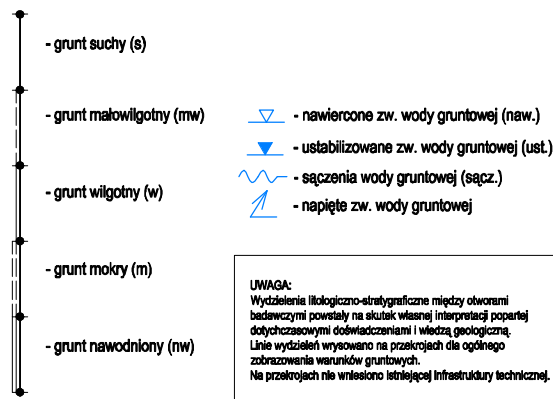 - grunt suchy (s)
- grunt małowilgotny (mw)
- grunt wilgotny (w)
- grunt mokry (m)
- grunt nawodniony (nw)
- nawiercone zw. wody gruntowej (naw.)
- ustabilizowane zw. wody gruntowej (ust.)
- sączenia wody gruntowej (sącz.)
- napięte zw. wody gruntowej
UWAGA:
Wydzielenia litologiczno-stratygraficzne między otworami
badawczymi powstały na skutek własnej interpretacji popartej
dotychczasowymi doświadczeniami i wiedzą geologiczną.
Linie wydzieleń wrysowano na przekrojach dla ogólnego
zobrazowania warunków gruntowych.
Na przekrojach nie wniesiono istniejącej infrastruktury technicznej.